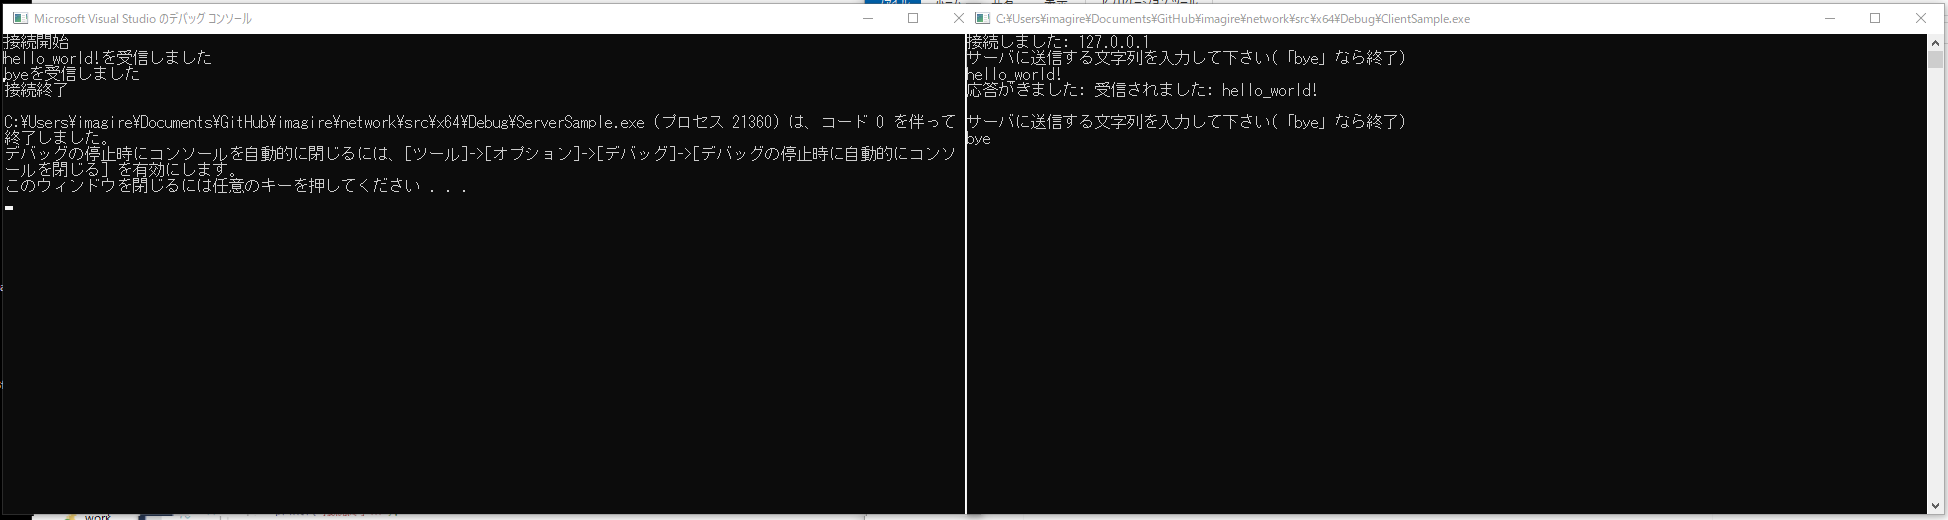 Microsoft Visual Studio のデバッグ コンソール
接続開始
hello_world!を受信しました
byeを受信しました
接続終了
C:¥Users¥imagire¥Documents¥GitHub¥imagire¥network¥src¥x64¥Debug¥ServerSample.exe (プロセス 21360) は、コード 0 を伴って
終了しました。
デバッグの停止時にコンソールを自動的に閉じるには、[ツール]->[オプション]->[デバッグ]->[デバッグの停止時に自動的にコンソ
ールを閉じる] を有効にします。
このウィンドウを閉じるには任意のキーを押してください . . .
C:¥Users¥imagire¥Documents¥GitHub¥imagire¥network¥src¥x64¥Debug¥ClientSample.exe
接続しました: 127.0.0.1
サーバに送信する文字列を入力して下さい(「bye」なら終了)
hello_world!
応答がきました: 受信されました: hello_world!
サーバに送信する文字列を入力して下さい(「bye」なら終了)
bye
work